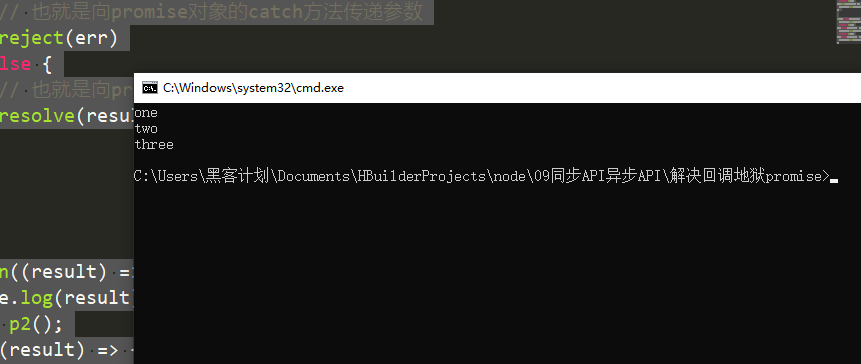 // 也就是向promise对象的catch方法传递参数
reject(err)
lse {
// 也就是向pr
resolve(resu
C:\Windows\system32\cmd.exe
one
two
three
C:\Users\黑客计划\Documents\HBuilderProjects\node\09同步API异步API\解决回调地狱promise>
n((result) =
e.log(result
p2();
(result) =>